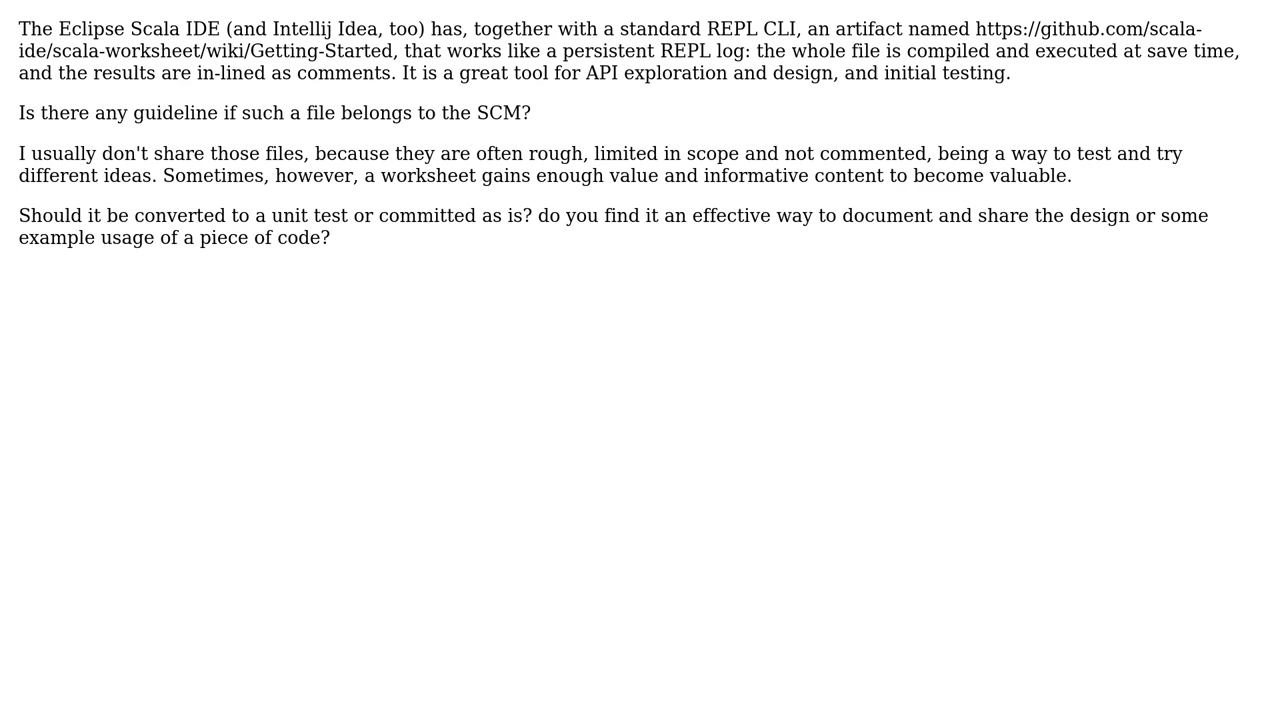 The Eclipse Scala IDE (and Intellij Idea, too) has, together with a standard REPL CLI, an artifact named https://github.com/scala-
ide/scala-worksheet/wiki/Getting-Started, that works like a persistent REPL log: the whole file is compiled and executed at save time,
and the results are in-lined as comments. It is a great tool for API exploration and design, and initial testing.
Is there any guideline if such a file belongs to the SCM?
I usually don't share those files, because they are often rough, limited in scope and not commented, being a way to test and try
different ideas. Sometimes, however, a worksheet gains enough value and informative content to become valuable.
Should it be converted to a unit test or committed as is? do you find it an effective way to document and share the design or some
example usage of a piece of code?